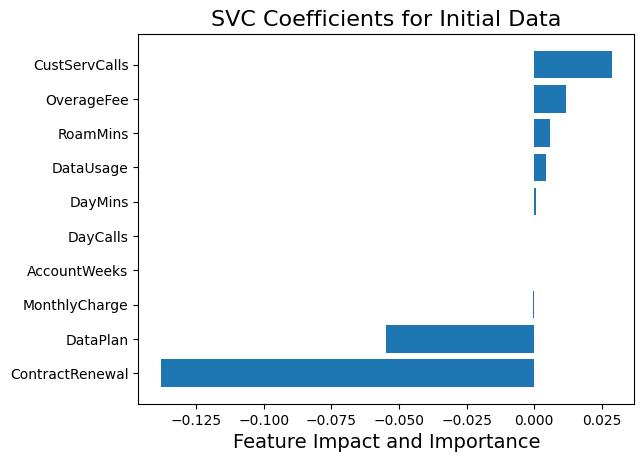 SVC Coefficients for Initial Data
CustServCalls
OverageFee
RoamMins
DataUsage
DayMins
DayCalls
AccountWeeks
MonthlyCharge
DataPlan
ContractRenewal
−0.125 −0.100 −0.075 −0.050 −0.025 0.000 0.025
Feature Impact and Importance